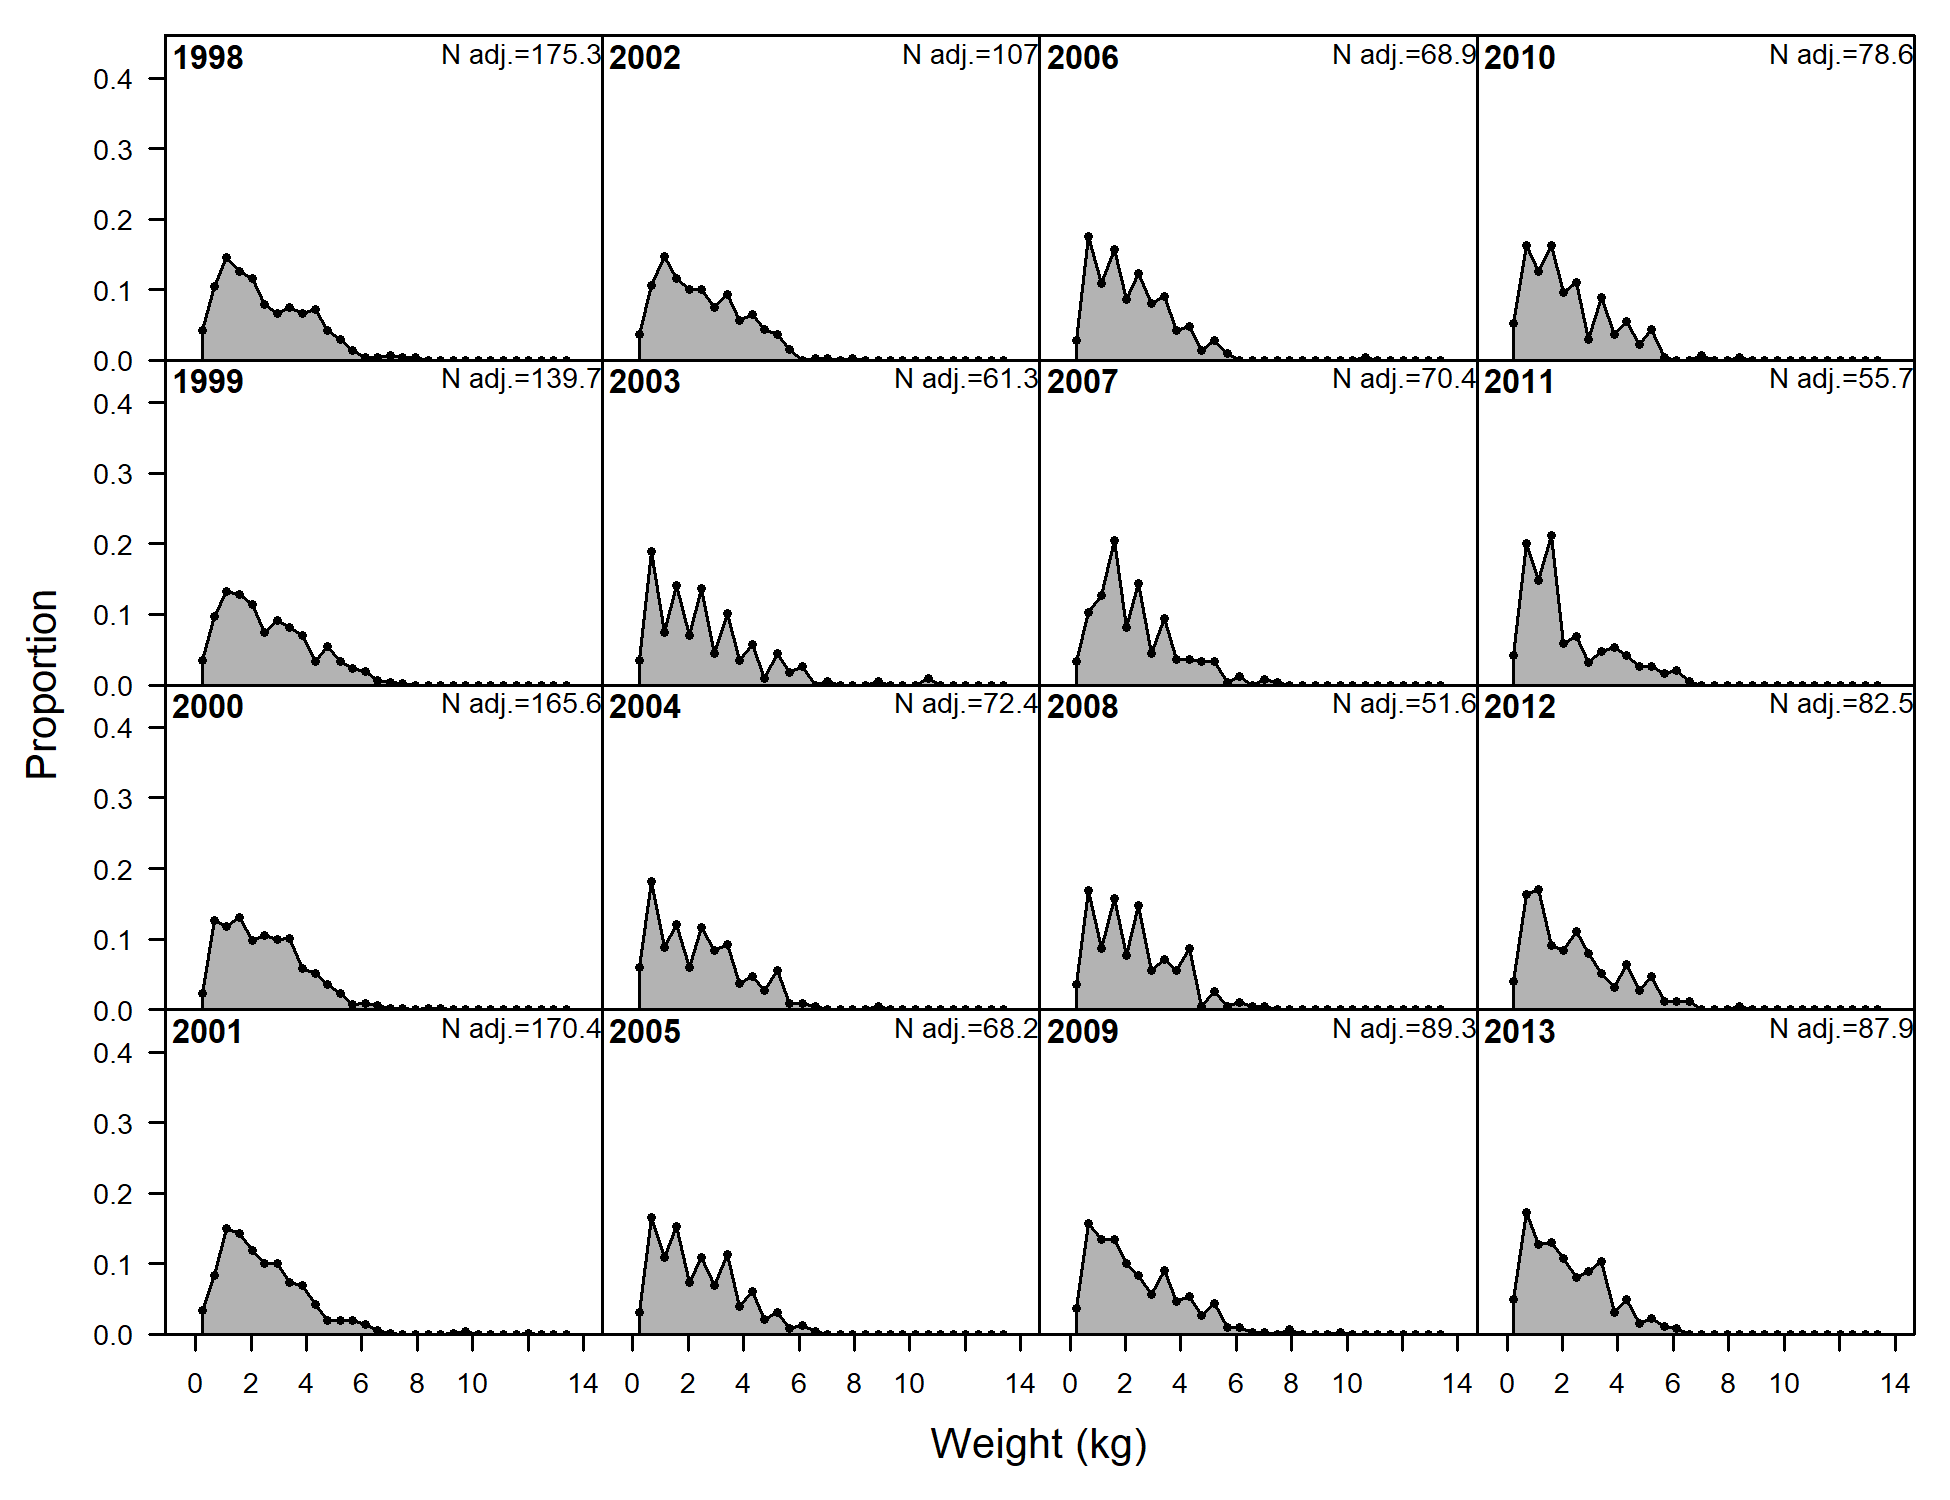 1998 N adj.=175.3 2002 N adj.=107 2006 N adj.=68.9 2010 N adj.=78.6
0.4
0.3
0.2
0.1
0.0
1999 N adj.=139.7 2003 N adj.=61.3 2007 N adj.=70.4 2011 N adj.=55.7
0.4
0.3
0.2
0.1
0.0
2000 N adj.=165.6 2004 N adj.=72.4 2008 N adj.=51.6 2012 N adj.=82.5
0.4
0.3
0.2
0.1
0.0
2001 N adj.=170.4 2005 N adj.=68.2 2009 N adj.=89.3 2013 N adj.=87.9
0.4
0.3
0.2
0.1
0.0
Proportion
0 2 4 6 8 10 14 0 2 4 6 8 10 14 0 2 4 6 8 10 14 0 2 4 6 8 10 14
Weight (kg)